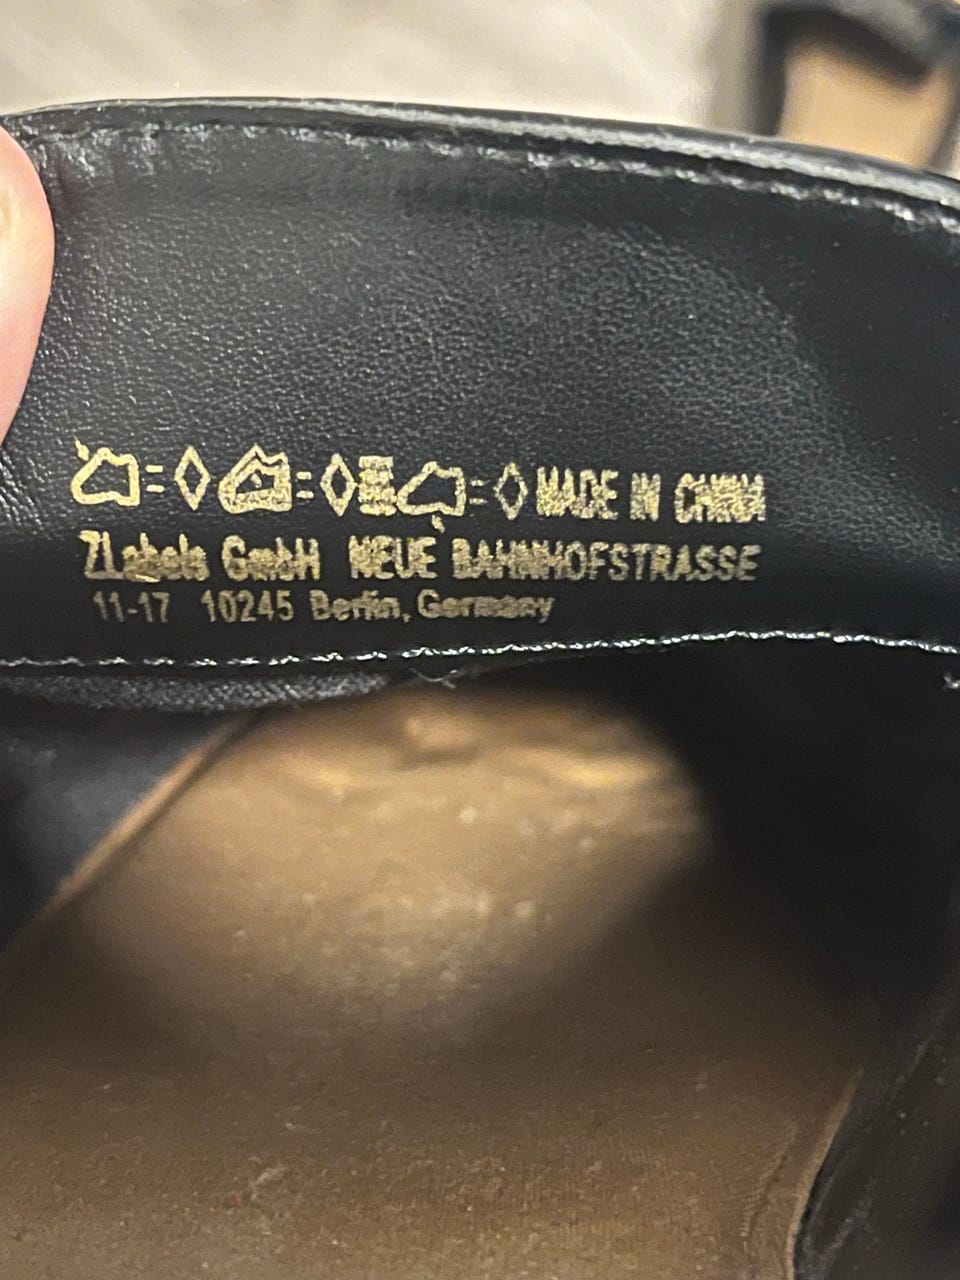 = = = MADE IN CHINA
ZLabels GmbH NEUE BAHNHOFSTRASSE
11-17 10245 Berlin, Germany